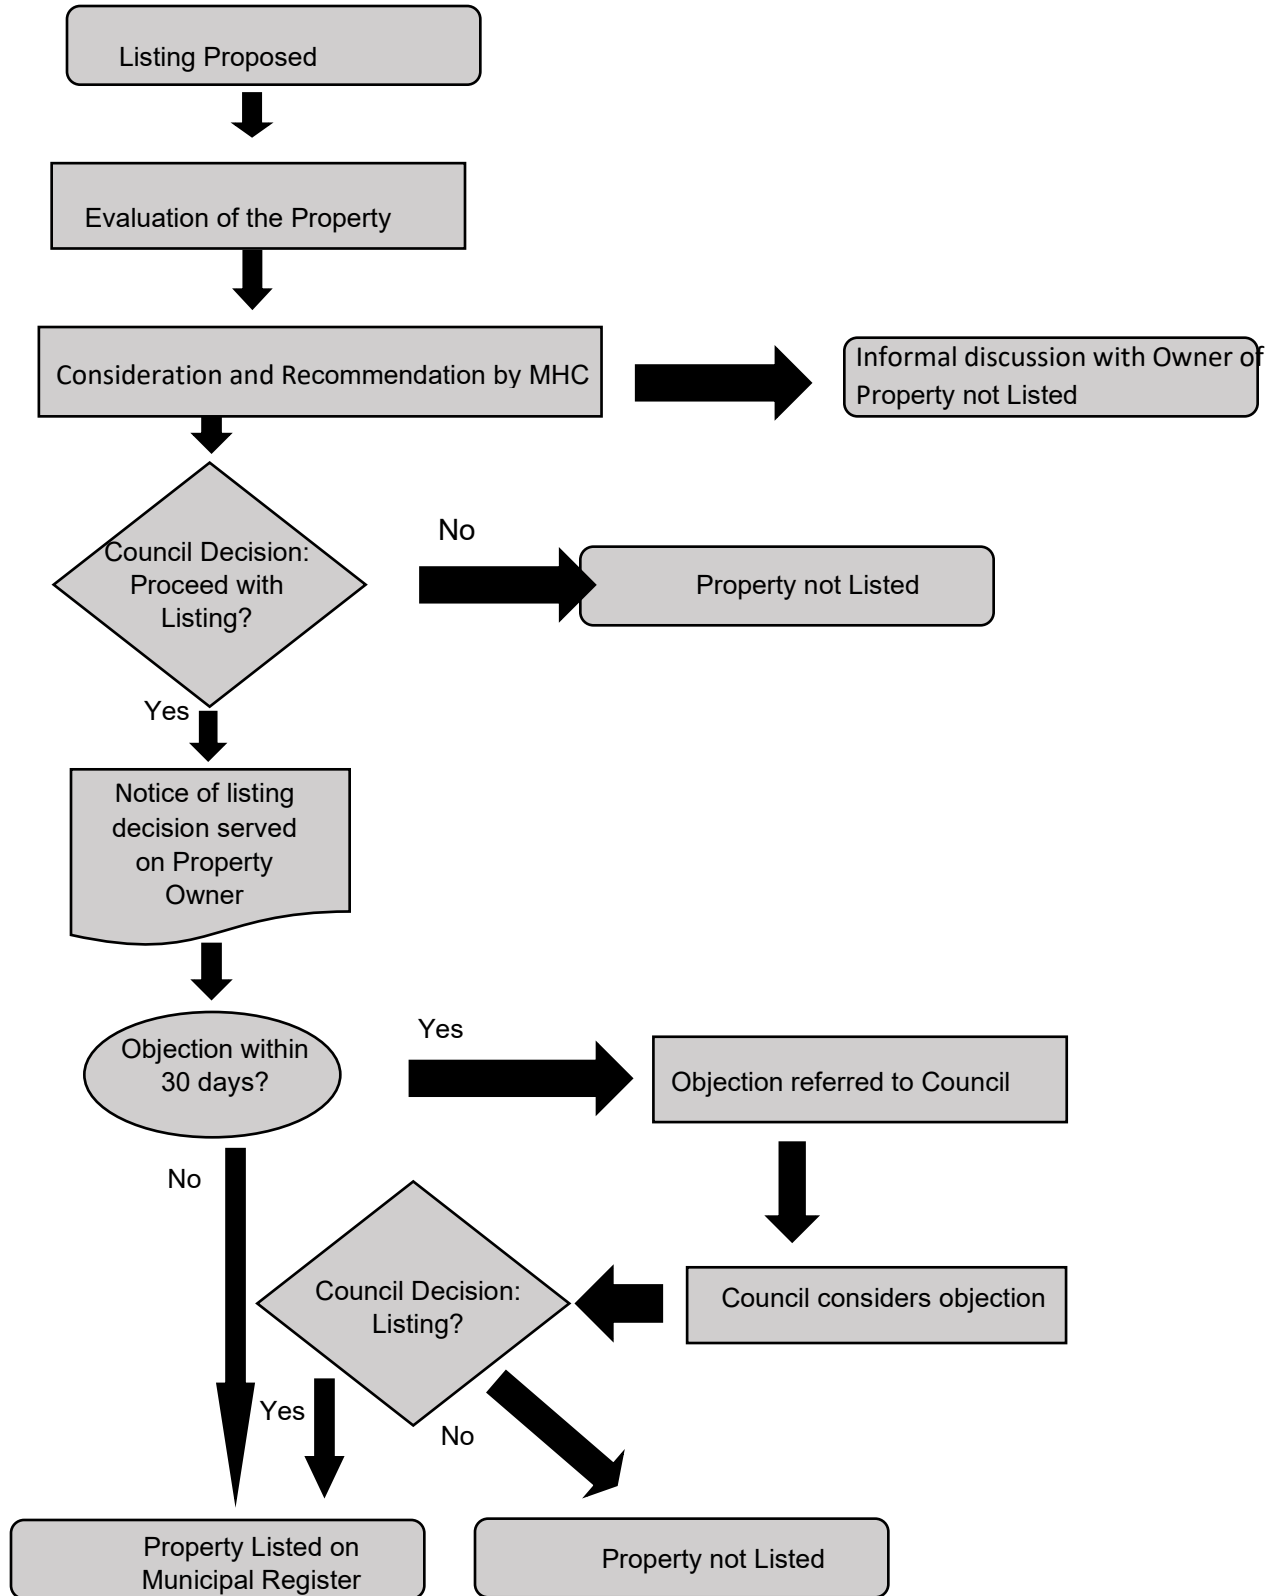 Listing Proposed
Evaluation of the Property
Consideration and Recommendation by MHC
Informal discussion with Owner of
Property not Listed
Council Decision:
Proceed with
Listing?
No
Property not Listed
Yes
Notice of listing
decision served
on Property
Owner
Objection within
30 days?
Yes
Objection referred to Council
No
Council considers objection
Council Decision:
Listing?
Yes
No
Property Listed on
Municipal Register
Property not Listed